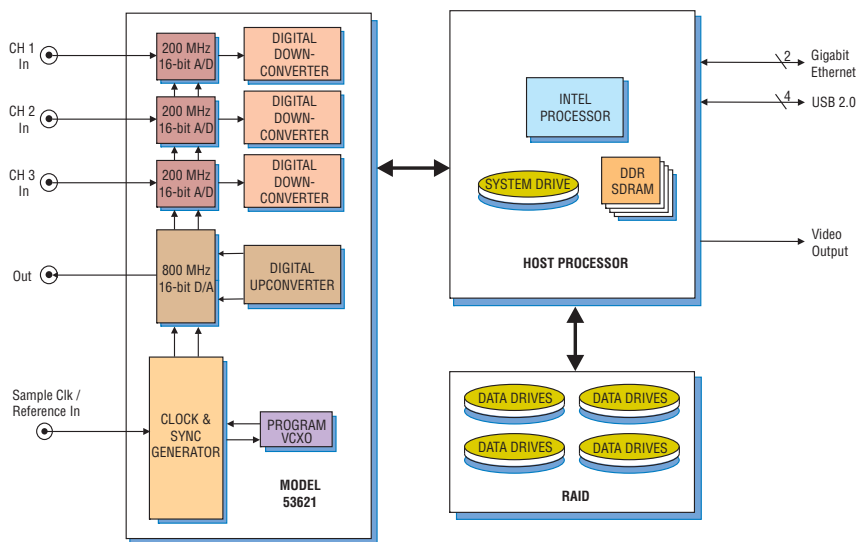 CH 1
In
200 MHz
16-bit A/D
DIGITAL
DOWN-
CONVERTER
CH 2
In
200 MHz
16-bit A/D
DIGITAL
DOWN-
CONVERTER
CH 3
In
200 MHz
16-bit A/D
DIGITAL
DOWN-
CONVERTER
Out
800 MHz
16-bit D/A
DIGITAL
UPCONVERTER
Sample Clk /
Reference In
CLOCK &
SYNC
GENERATOR
PROGRAM
VCXO
MODEL
53621
INTEL
PROCESSOR
SYSTEM DRIVE
DDR
SDRAM
HOST PROCESSOR
2
Gigabit
Ethernet
4
USB 2.0
Video
Output
DATA DRIVES
DATA DRIVES
DATA DRIVES
DATA DRIVES
RAID